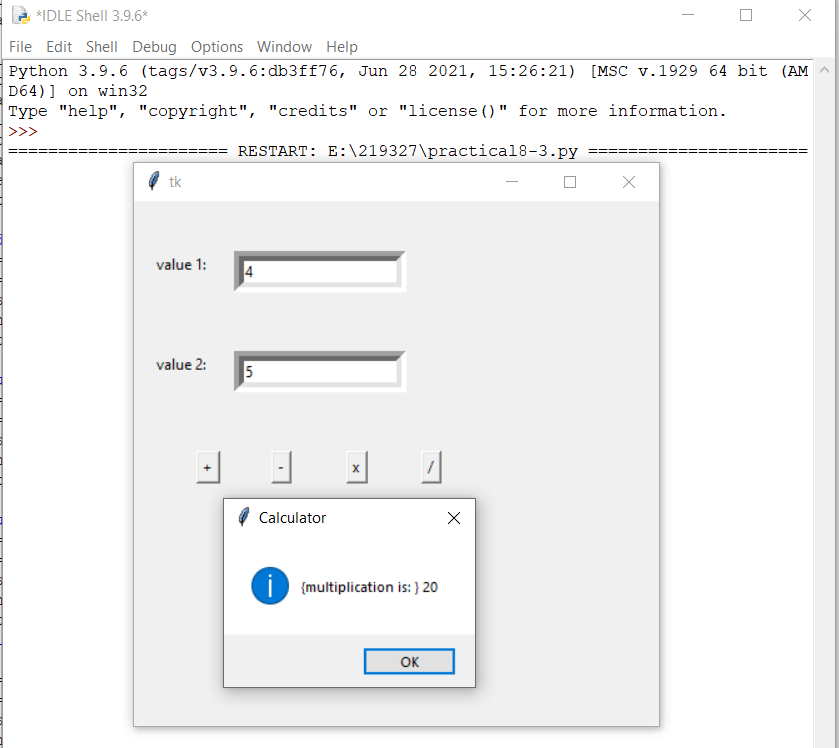 *IDLE Shell 3.9.6*
File Edit Shell Debug Options Window Help
Python 3.9.6 (tags/v3.9.6:db3ff76, Jun 28 2021, 15:26:21) [MSC v.1929 64 bit (AM
D64)] on win32
Type "help", "copyright", "credits" or "license()" for more information.
>>>
====================== RESTART: E:\219327\practical8-3.py ======================
tk
value 1: 4
value 2: 5
+ - x /
Calculator
{multiplication is: } 20
OK